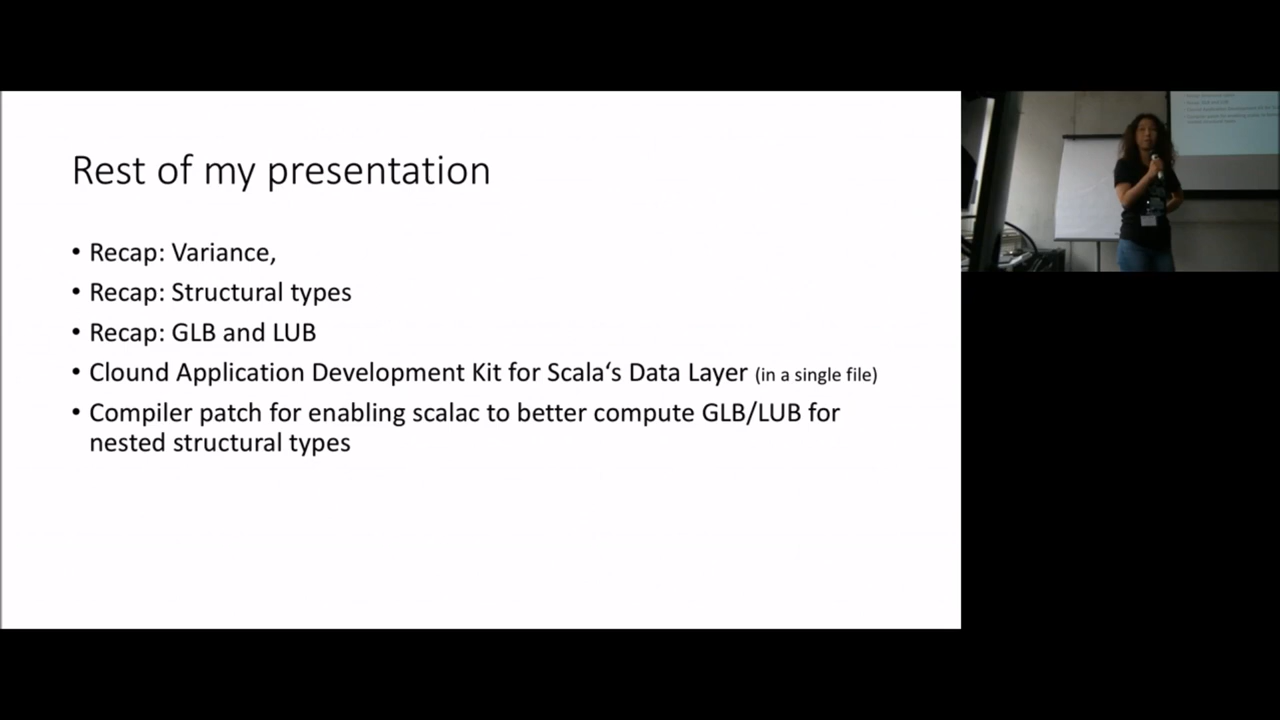 Rest of my presentation
• Recap: Variance,
• Recap: Structural types
• Recap: GLB and LUB
• Clound Application Development Kit for Scala‘s Data Layer (in a single file)
• Compiler patch for enabling scalac to better compute GLB/LUB for
nested structural types